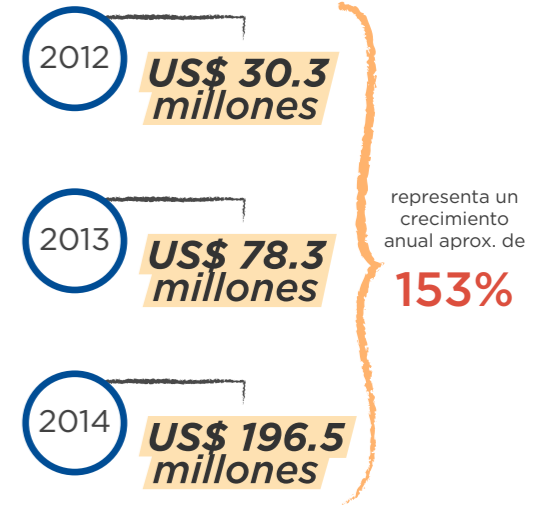 2012
US$ 30.3
millones
2013
US$ 78.3
millones
representa un
crecimiento
anual aprox. de
153%
2014
US$ 196.5
millones